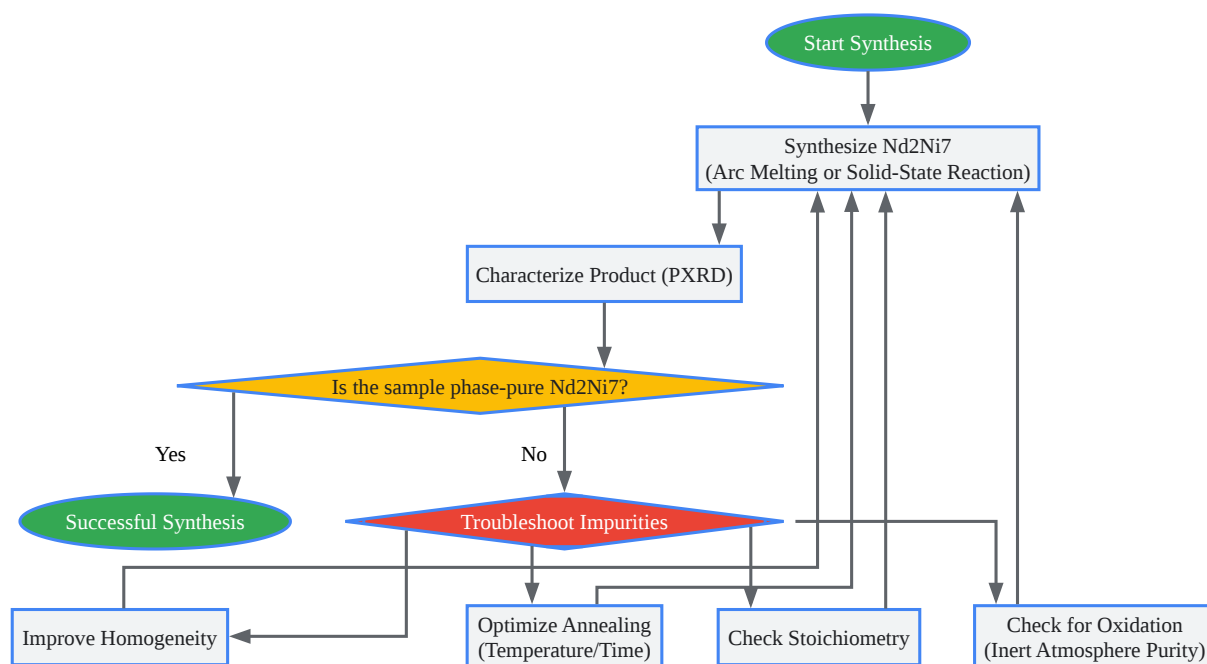 Start Synthesis
Synthesize Nd2Ni7
(Arc Melting or Solid-State Reaction)
Characterize Product (PXRD)
Is the sample phase-pure Nd2Ni7?
Yes
No
Successful Synthesis
Troubleshoot Impurities
Improve Homogeneity
Optimize Annealing
(Temperature/Time)
Check Stoichiometry
Check for Oxidation
(Inert Atmosphere Purity)